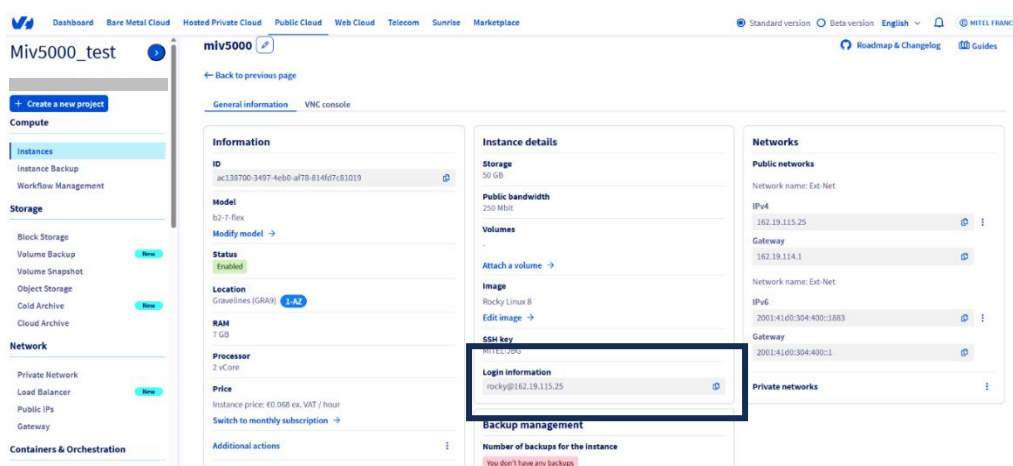 Dashboard Bare Metal Cloud Hosted Private Cloud Public Cloud Web Cloud Telecom Sunrise Marketplace
Standard version Beta version English MITEL FRANC
Miv5000_test
miv5000
Roadmap & Changelog Guides
← Back to previous page
+ Create a new project
General information VNC console
Compute
Instances
Instance Backup
Workflow Management
Storage
Block Storage
Volume Backup New
Volume Snapshot
Object Storage
Cold Archive New
Cloud Archive
Network
Private Network
Load Balancer New
Public IPs
Gateway
Containers & Orchestration
Information
ID
ac138700-3497-4eb0-af78-814fd7c81019
Model
b2-7-flex
Modify model →
Status
Enabled
Location
Gravelines (GRA9) 1-AZ
RAM
7 GB
Processor
2 vCore
Price
Instance price: €0.068 ex. VAT / hour
Switch to monthly subscription →
Additional actions
Instance details
Storage
50 GB
Public bandwidth
250 Mbit
Volumes
-
Attach a volume →
Image
Rocky Linux 8
Edit image →
SSH key
MITEL-JBG
Login information
rocky@162.19.115.25
Backup management
Number of backups for the instance
You don't have any backups
Networks
Public networks
Network name: Ext-Net
IPv4
162.19.115.25
Gateway
162.19.114.1
Network name: Ext-Net
IPv6
2001:41d0:304:400::1883
Gateway
2001:41d0:304:400::1
Private networks